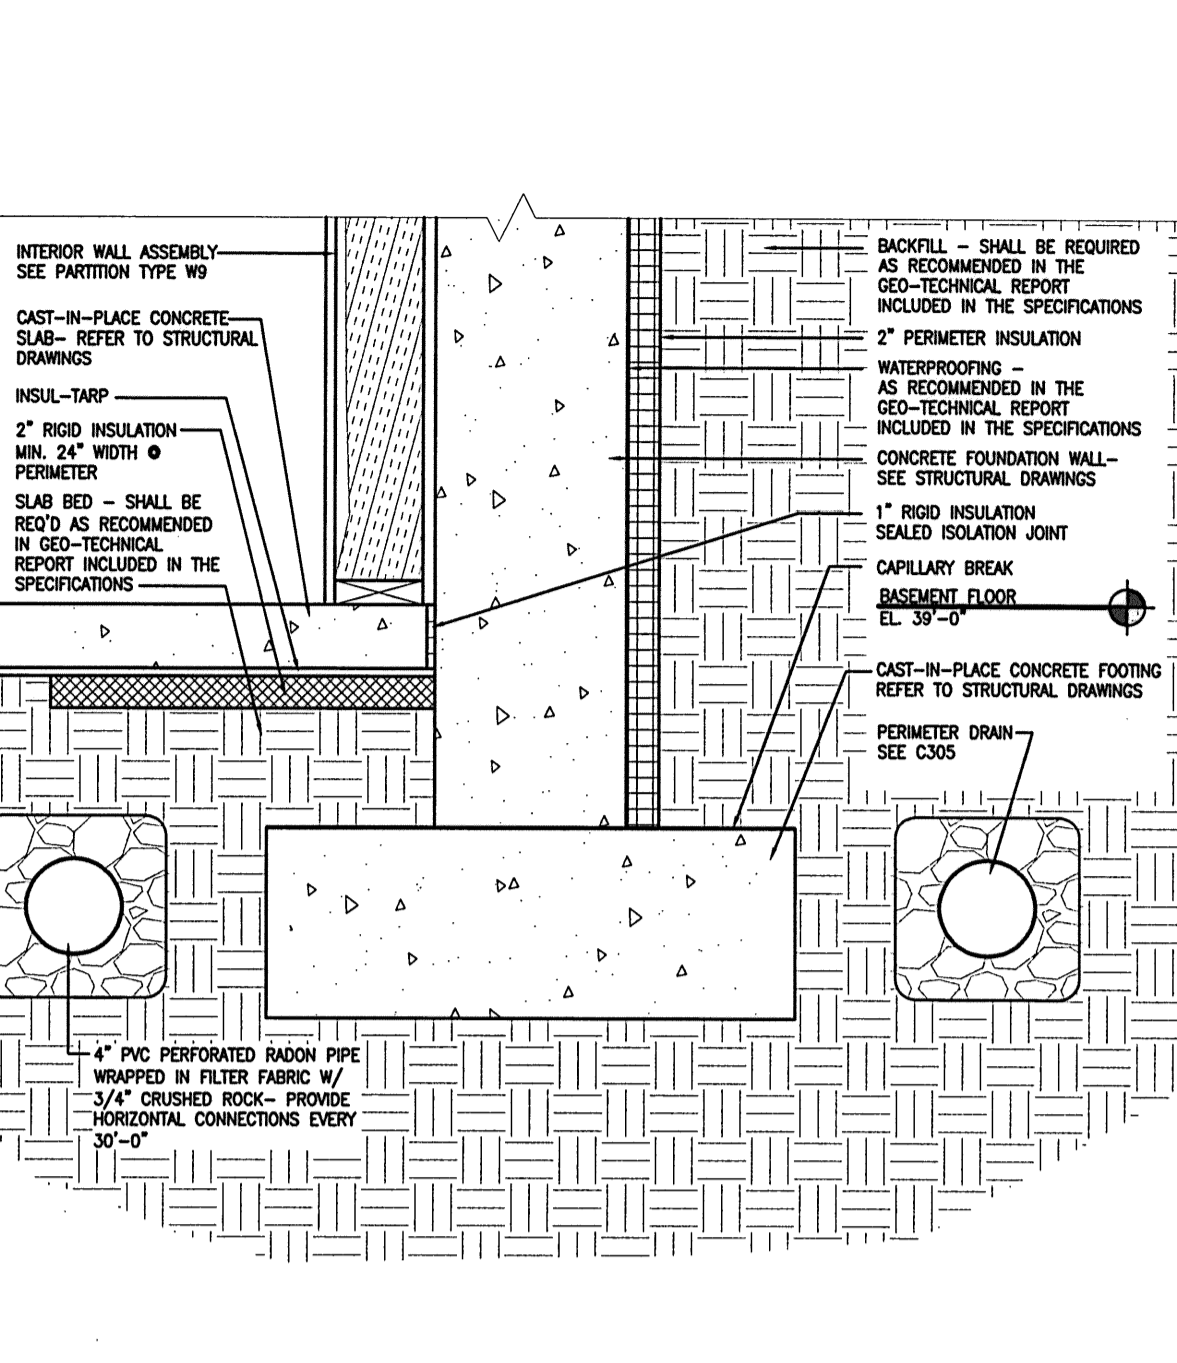 INTERIOR WALL ASSEMBLY
SEE PARTITION TYPE W9
CAST-IN-PLACE CONCRETE
SLAB- REFER TO STRUCTURAL
DRAWINGS
INSUL-TARP
2" RIGID INSULATION
MIN. 24" WIDTH @
PERIMETER
SLAB BED - SHALL BE
REQ'D AS RECOMMENDED
IN GEO-TECHNICAL
REPORT INCLUDED IN THE
SPECIFICATIONS
BACKFILL - SHALL BE REQUIRED
AS RECOMMENDED IN THE
GEO-TECHNICAL REPORT
INCLUDED IN THE SPECIFICATIONS
2" PERIMETER INSULATION
WATERPROOFING -
AS RECOMMENDED IN THE
GEO-TECHNICAL REPORT
INCLUDED IN THE SPECIFICATIONS
CONCRETE FOUNDATION WALL-
SEE STRUCTURAL DRAWINGS
1" RIGID INSULATION
SEALED ISOLATION JOINT
CAPILLARY BREAK
BASEMENT FLOOR
EL. 39'-0"
CAST-IN-PLACE CONCRETE FOOTING
REFER TO STRUCTURAL DRAWINGS
PERIMETER DRAIN
SEE C305
4" PVC PERFORATED RADON PIPE
WRAPPED IN FILTER FABRIC W/
3/4" CRUSHED ROCK- PROVIDE
HORIZONTAL CONNECTIONS EVERY
30'-0"